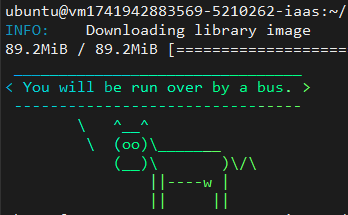 ubuntu@vm1741942883569-5210262-iaas:~/
INFO:    Downloading library image
89.2MiB / 89.2MiB [===================
 ________________________________
< You will be run over by a bus. >
 --------------------------------
        \   ^__^
         \  (oo)\_______
            (__)\       )\/\
                ||----w |
                ||     ||